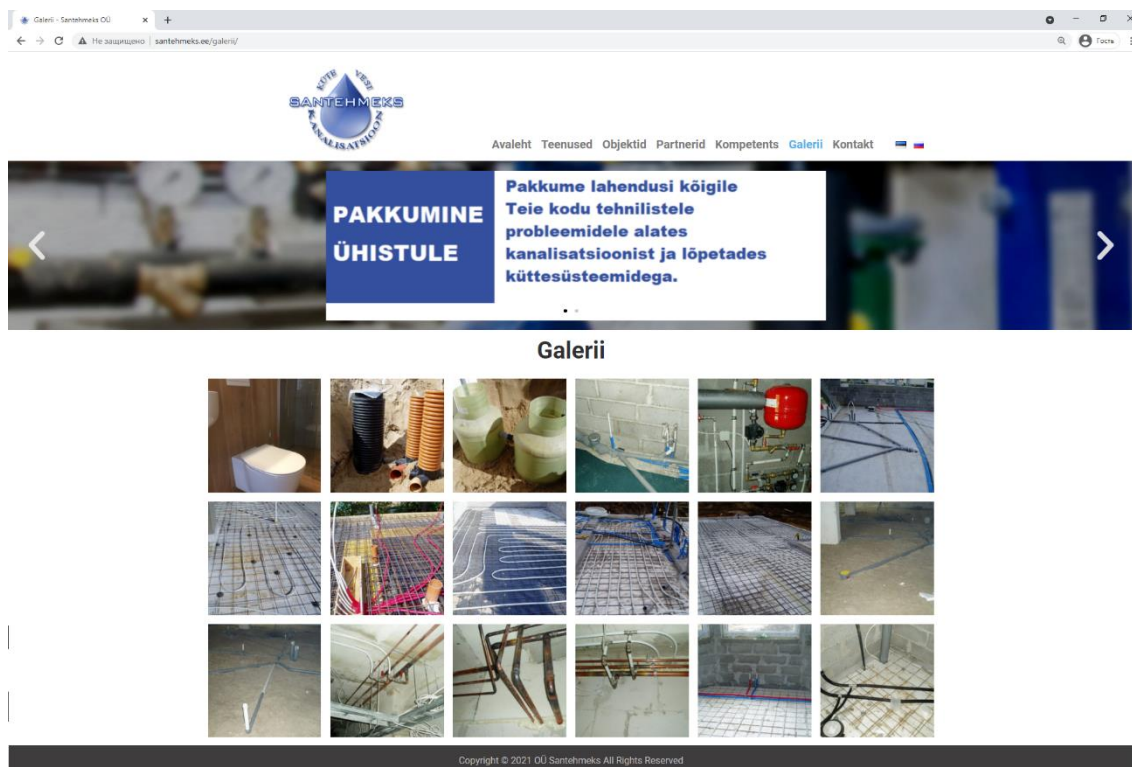 Galerii - Santehmeks OÜ
Не защищено | santehmeks.ee/galerii/
Гость
KÜTE VESI
SANTEHMEKS
KANALISATSIOON
Avaleht Teenused Objektid Partnerid Kompetents Galerii Kontakt
PAKKUMINE
ÜHISTULE
Pakkume lahendusi kõigile
Teie kodu tehnilistele
probleemidele alates
kanalisatsioonist ja lõpetades
küttesüsteemidega.
Galerii
Copyright © 2021 OÜ Santehmeks All Rights Reserved